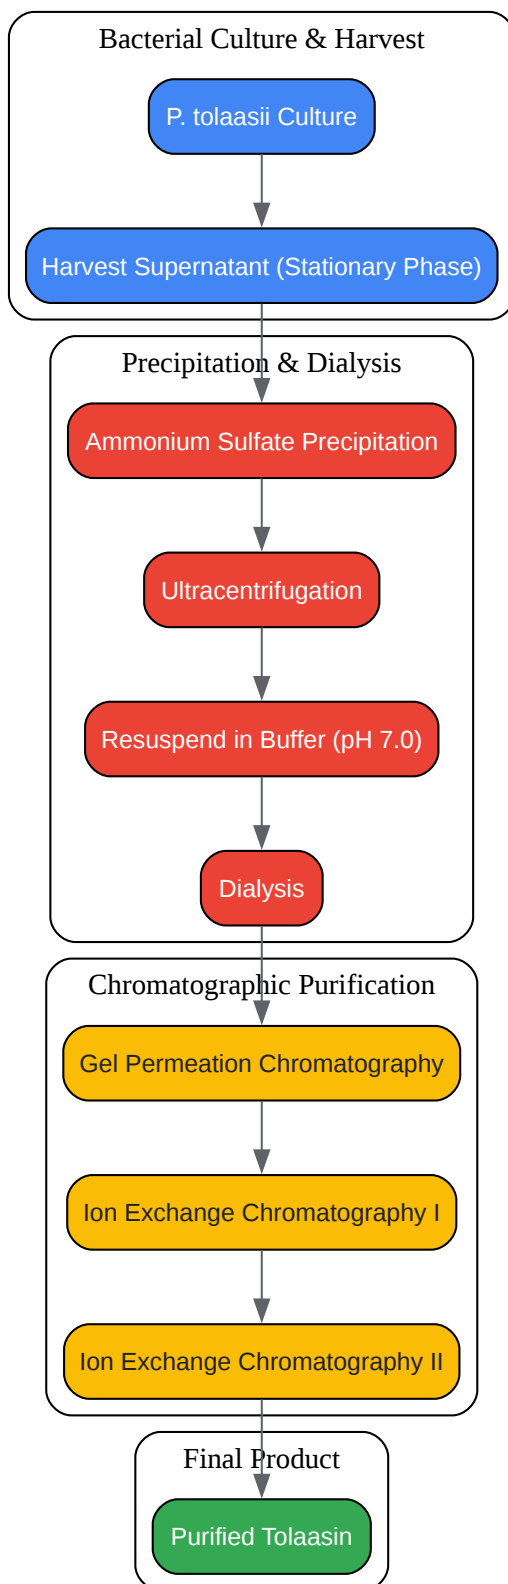 Bacterial Culture & Harvest
P. tolaasii Culture
Harvest Supernatant (Stationary Phase)
Precipitation & Dialysis
Ammonium Sulfate Precipitation
Ultracentrifugation
Resuspend in Buffer (pH 7.0)
Dialysis
Chromatographic Purification
Gel Permeation Chromatography
Ion Exchange Chromatography I
Ion Exchange Chromatography II
Final Product
Purified Tolaasin